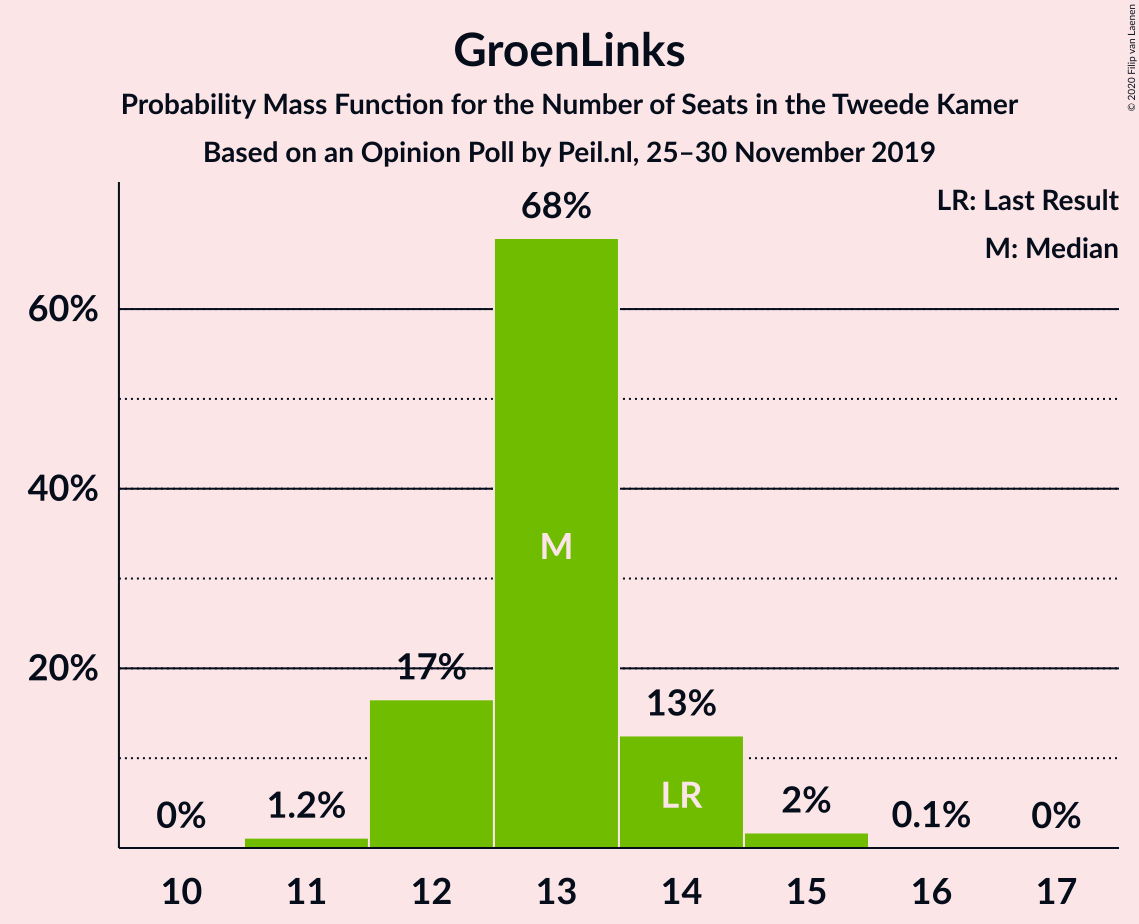 GroenLinks
Probability Mass Function for the Number of Seats in the Tweede Kamer
Based on an Opinion Poll by Peil.nl, 25–30 November 2019
© 2020 Filip van Laenen
LR: Last Result
M: Median
60%
40%
20%
0%
1.2%
17%
68%
M
13%
LR
2%
0.1%
0%
10 11 12 13 14 15 16 17